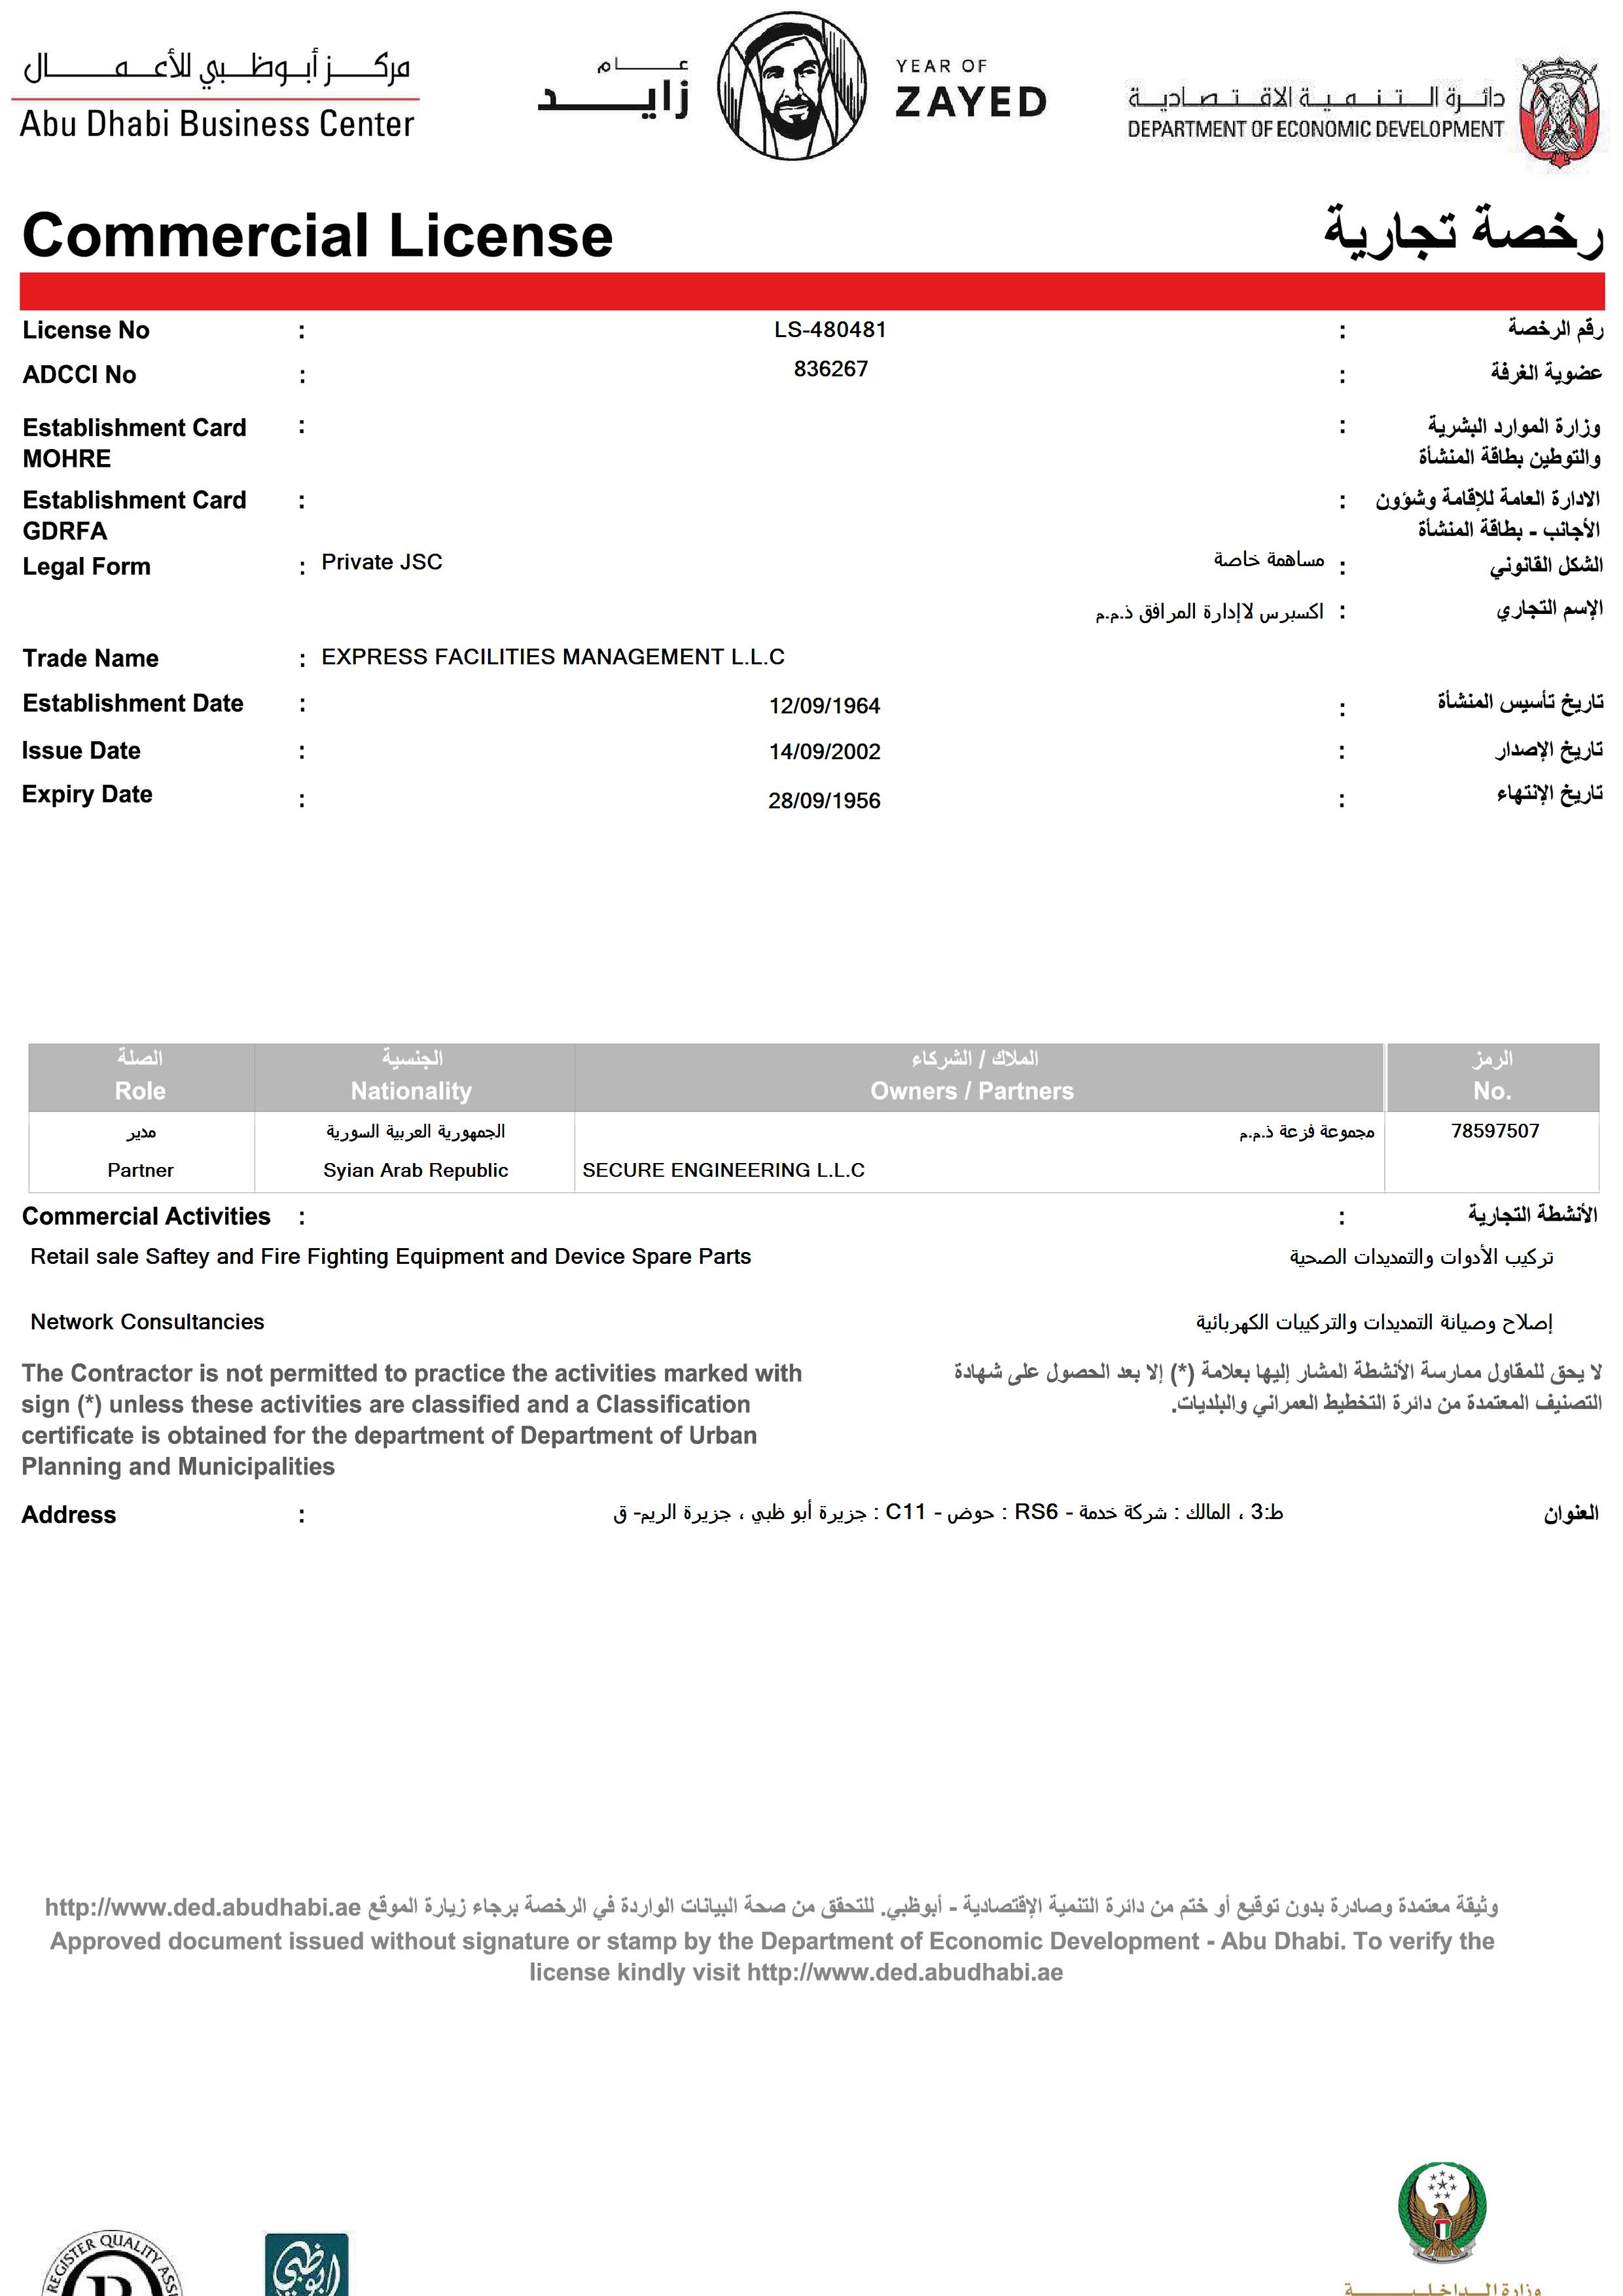 مركز أبوظبي للأعمال
Abu Dhabi Business Center
عام
زايد
YEAR OF
ZAYED
دائرة التنمية الاقتصادية
DEPARTMENT OF ECONOMIC DEVELOPMENT
Commercial License رخصة تجارية
License No : LS-480481 : رقم الرخصة
ADCCI No : 836267 : عضوية الغرفة
Establishment Card : : وزارة الموارد البشرية
MOHRE والتوطين بطاقة المنشأة
Establishment Card : : الادارة العامة للإقامة وشؤون
GDRFA الأجانب - بطاقة المنشأة
Legal Form : Private JSC مساهمة خاصة : الشكل القانوني
اكسبرس لاإدارة المرافق ذ.م.م : الإسم التجاري
Trade Name : EXPRESS FACILITIES MANAGEMENT L.L.C
Establishment Date : 12/09/1964 : تاريخ تأسيس المنشأة
Issue Date : 14/09/2002 : تاريخ الإصدار
Expiry Date : 28/09/1956 : تاريخ الإنتهاء
الصلة الجنسية الملاك / الشركاء الرمز
Role Nationality Owners / Partners No.
مدير الجمهورية العربية السورية مجموعة فزعة ذ.م.م 78597507
Partner Syian Arab Republic SECURE ENGINEERING L.L.C
Commercial Activities : : الأنشطة التجارية
Retail sale Saftey and Fire Fighting Equipment and Device Spare Parts تركيب الأدوات والتمديدات الصحية
Network Consultancies إصلاح وصيانة التمديدات والتركيبات الكهربائية
The Contractor is not permitted to practice the activities marked with
sign (*) unless these activities are classified and a Classification
certificate is obtained for the department of Department of Urban
Planning and Municipalities
لا يحق للمقاول ممارسة الأنشطة المشار إليها بعلامة (*) إلا بعد الحصول على شهادة
التصنيف المعتمدة من دائرة التخطيط العمراني والبلديات.
Address : ط:3 ، المالك : شركة خدمة - RS6 : حوض - C11 : جزيرة أبو ظبي ، جزيرة الريم- ق العنوان
وثيقة معتمدة وصادرة بدون توقيع أو ختم من دائرة التنمية الإقتصادية - أبوظبي. للتحقق من صحة البيانات الواردة في الرخصة برجاء زيارة الموقع http://www.ded.abudhabi.ae
Approved document issued without signature or stamp by the Department of Economic Development - Abu Dhabi. To verify the
license kindly visit http://www.ded.abudhabi.ae
REGISTER QUALITY
أبوظبي
وزارة الداخلية